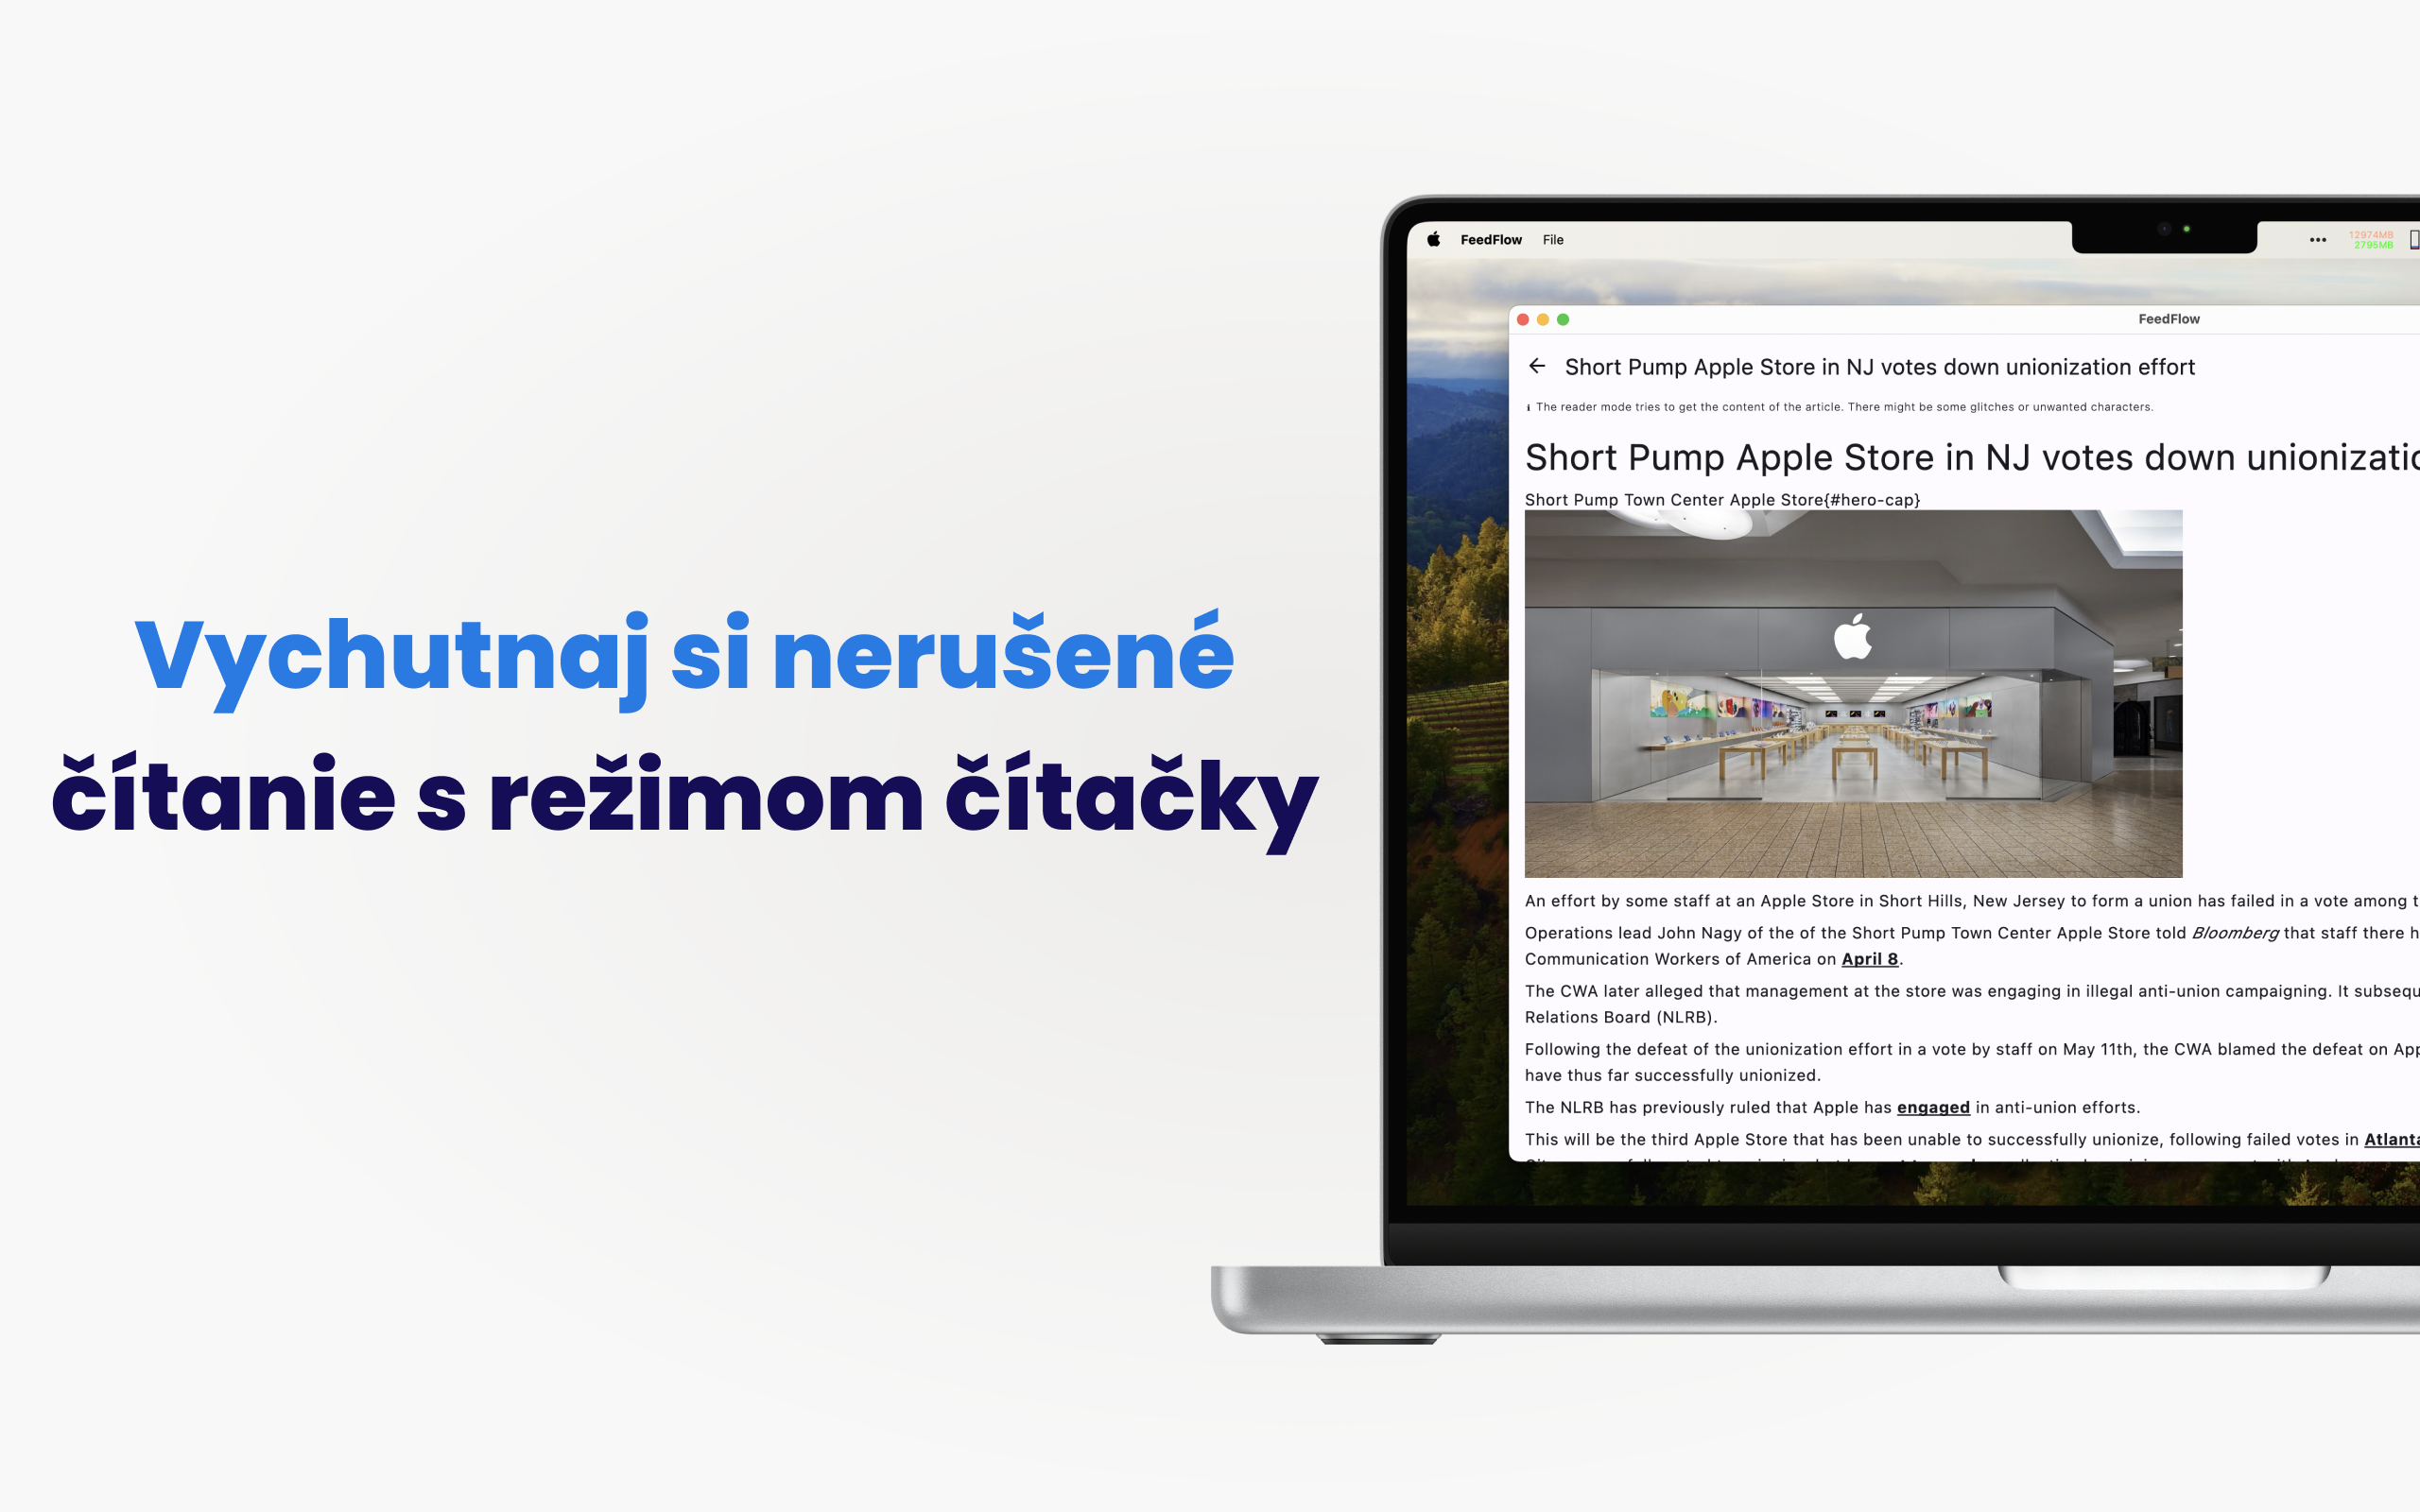 Vychutnaj si nerušené
čítanie s režimom čítačky
FeedFlow File
12974MB
2795MB
FeedFlow
Short Pump Apple Store in NJ votes down unionization effort
The reader mode tries to get the content of the article. There might be some glitches or unwanted characters.
Short Pump Apple Store in NJ votes down
Short Pump Town Center Apple Store{#hero-cap}
An effort by some staff at an Apple Store in Short Hills, New Jersey to form a union has failed in a vote among
Operations lead John Nagy of the of the Short Pump Town Center Apple Store told Bloomberg that staff there
Communication Workers of America on April 8.
The CWA later alleged that management at the store was engaging in illegal anti-union campaigning. It
Relations Board (NLRB).
Following the defeat of the unionization effort in a vote by staff on May 11th, the CWA blamed the defeat on
have thus far successfully unionized.
The NLRB has previously ruled that Apple has engaged in anti-union efforts.
This will be the third Apple Store that has been unable to successfully unionize, following failed votes in